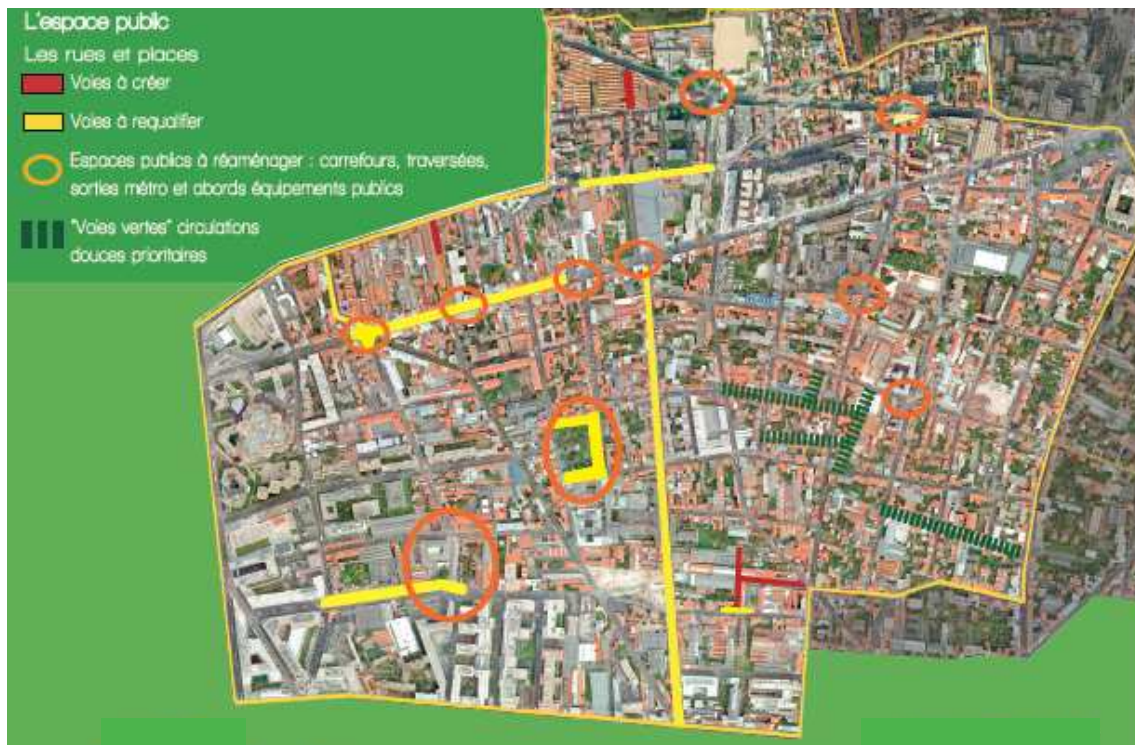 L'espace public
Les rues et places
Voies à créer
Voies à requalifier
Espaces publics à réaménager : carrefours, traversées,
sorties métro et abords équipements publics
"Voies vertes" circulations
douces prioritaires